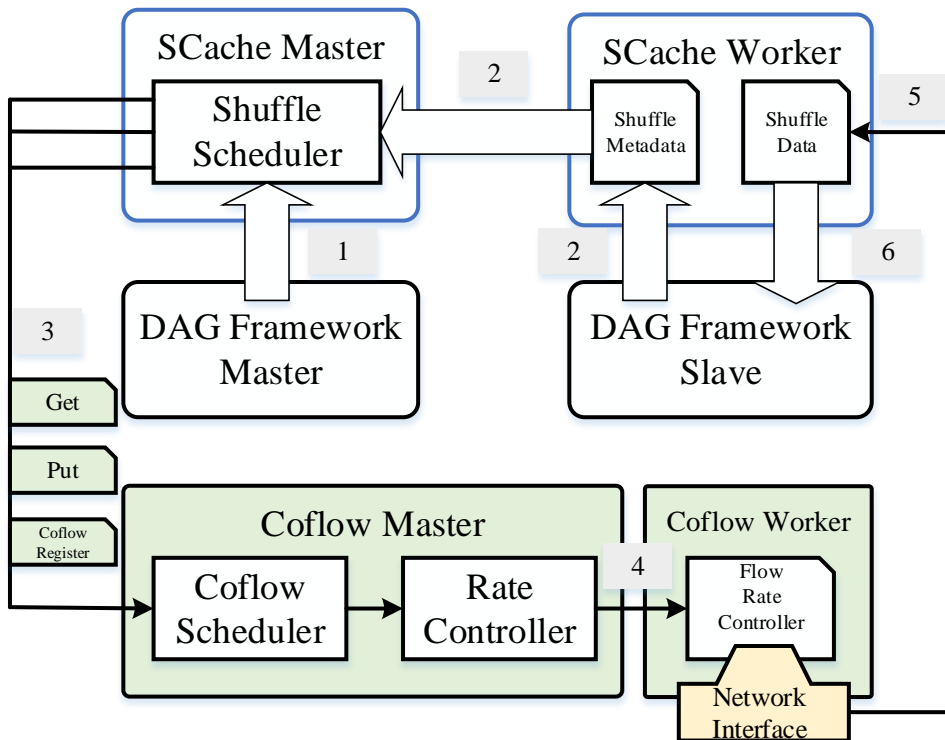 SCache Master
Shuffle
Scheduler
2
SCache Worker
Shuffle
Metadata
Shuffle
Data
5
1
2
6
DAG Framework
Master
DAG Framework
Slave
3
Get
Put
Coflow
Register
Coflow Master
Coflow
Scheduler
Rate
Controller
4
Coflow Worker
Flow
Rate
Controller
Network
Interface